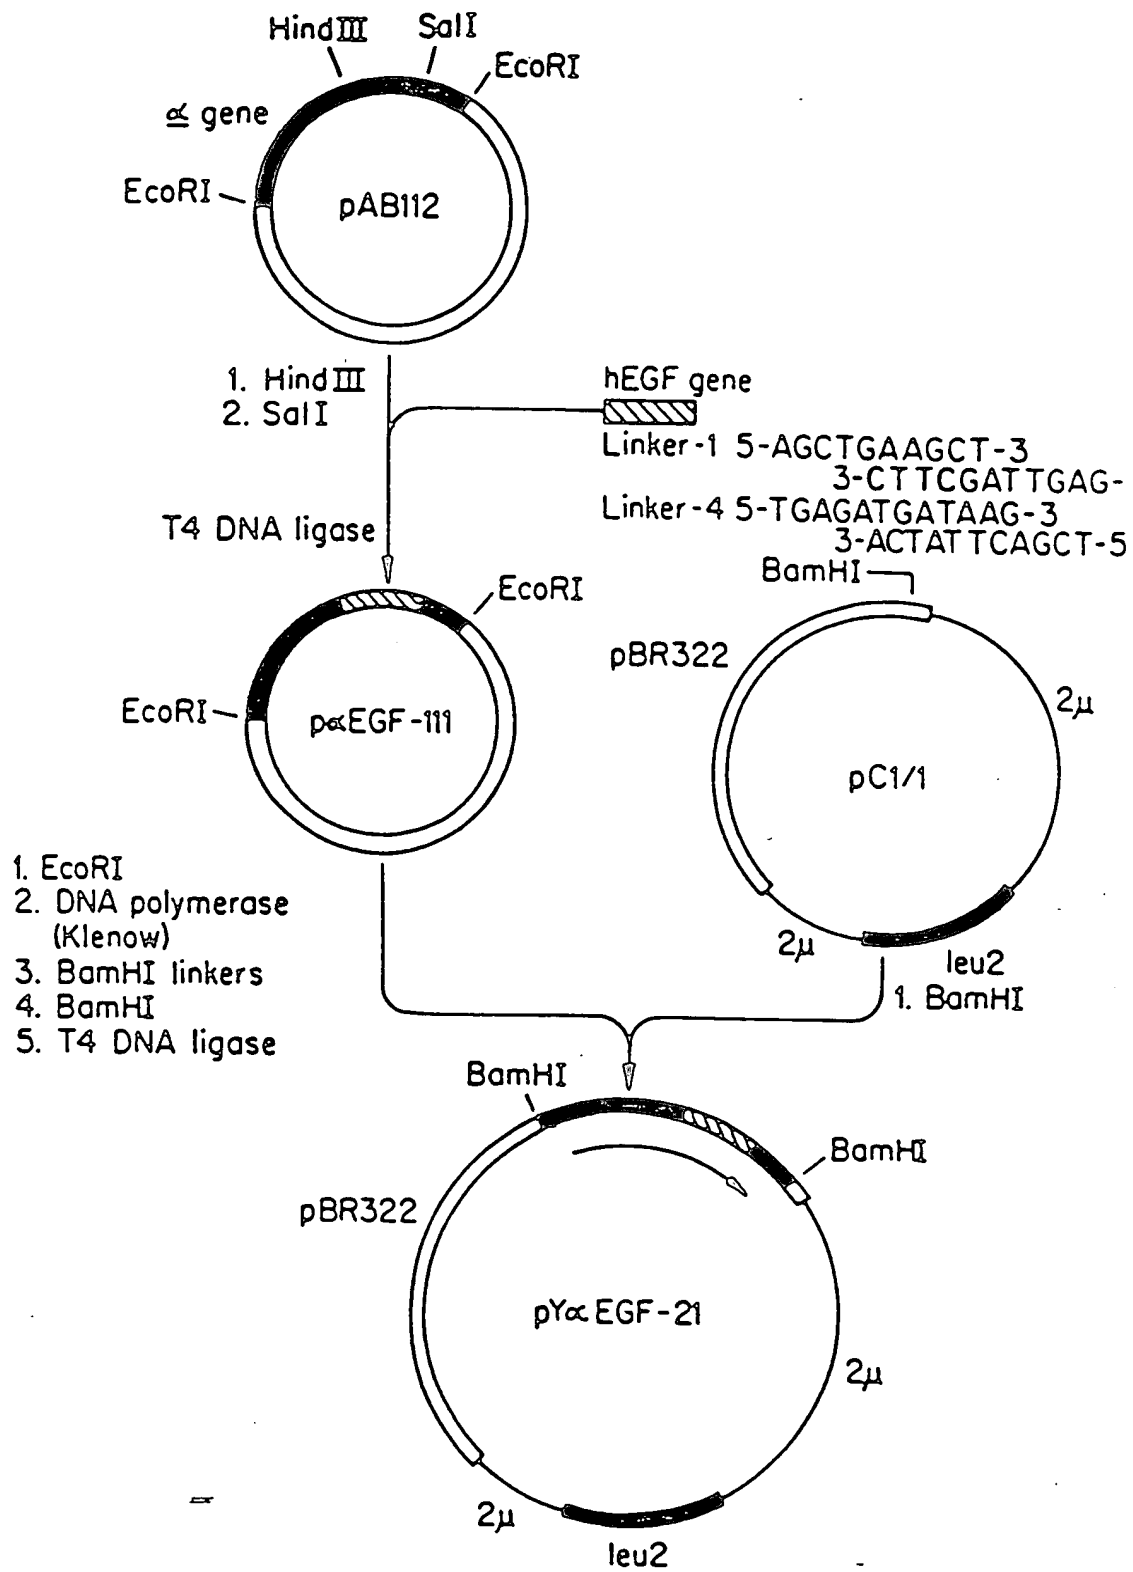 HindIII
SalI
EcoRI
α gene
EcoRI
pAB112
1. HindIII
2. SalI
hEGF gene
Linker-1 5-AGCTGAAGCT-3
3-CTTCGATTGAG-
Linker-4 5-TGAGATGATAAG-3
3-ACTATTCAGCT-5
T4 DNA ligase
BamHI
EcoRI
pBR322
2μ
EcoRI
pαEGF-111
pC1/1
1. EcoRI
2. DNA polymerase
(Klenow)
3. BamHI linkers
4. BamHI
5. T4 DNA ligase
2μ
leu2
1. BamHI
BamHI
BamHI
pBR322
pYαEGF-21
2μ
2μ
leu2